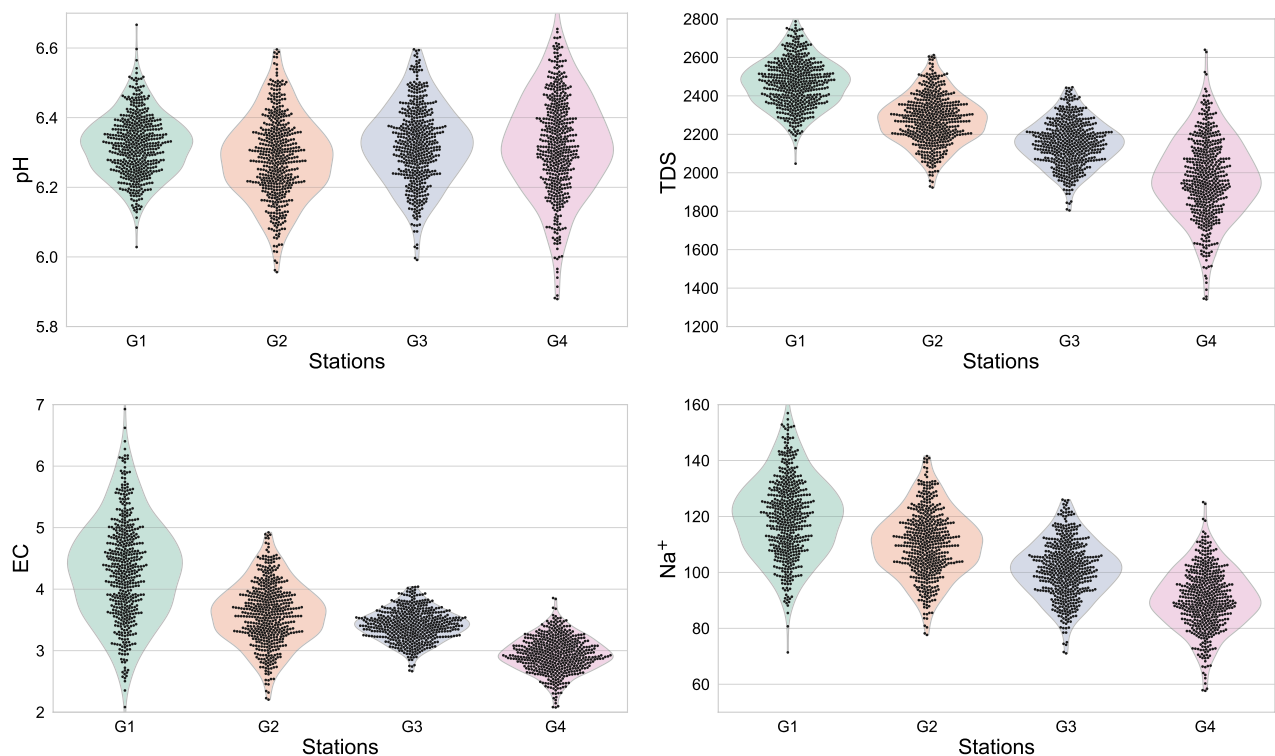 pH
6.6
6.4
6.2
6.0
5.8
G1 G2 G3 G4
Stations
TDS
2800
2600
2400
2200
2000
1800
1600
1400
1200
G1 G2 G3 G4
Stations
EC
7
6
5
4
3
2
G1 G2 G3 G4
Stations
Na⁺
160
140
120
100
80
60
G1 G2 G3 G4
Stations